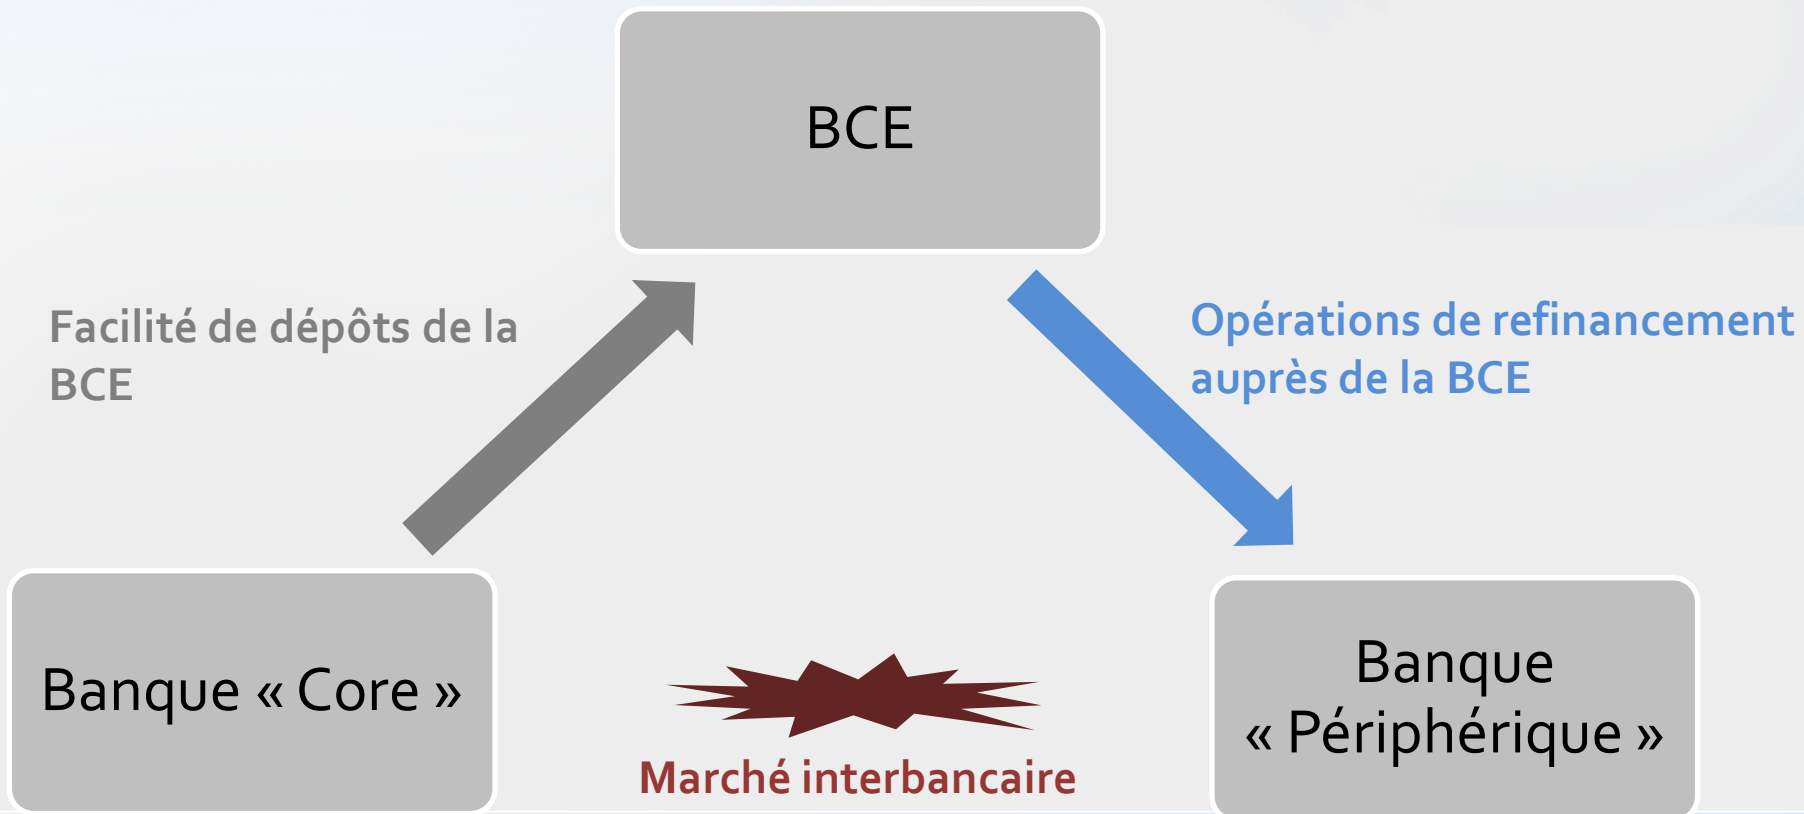 BCE
Facilité de dépôts de la
BCE
Opérations de refinancement
auprès de la BCE
Banque « Core »
Banque
« Périphérique »
Marché interbancaire